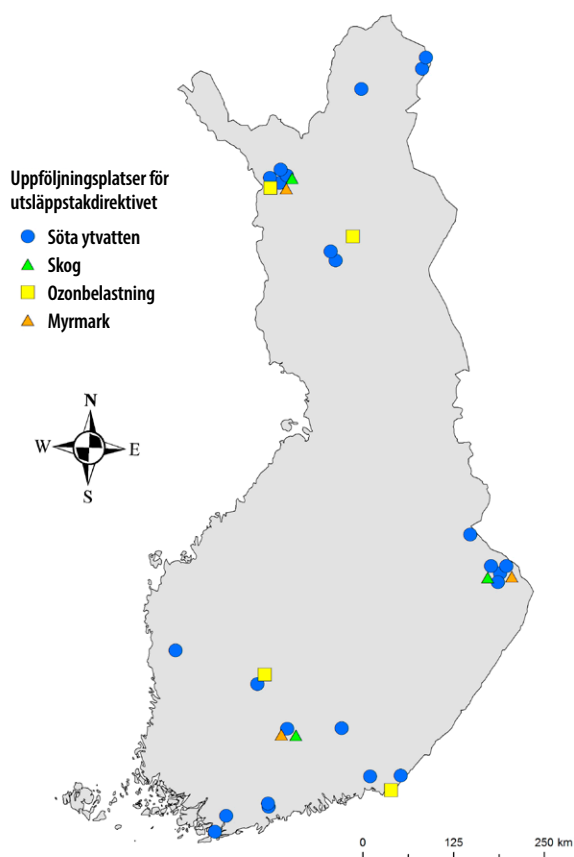 Uppföljningsplatser för
utsläppstakdirektivet
Söta ytvatten
Skog
Ozonbelastning
Myrmark
N
W E
S
0 125 250 km